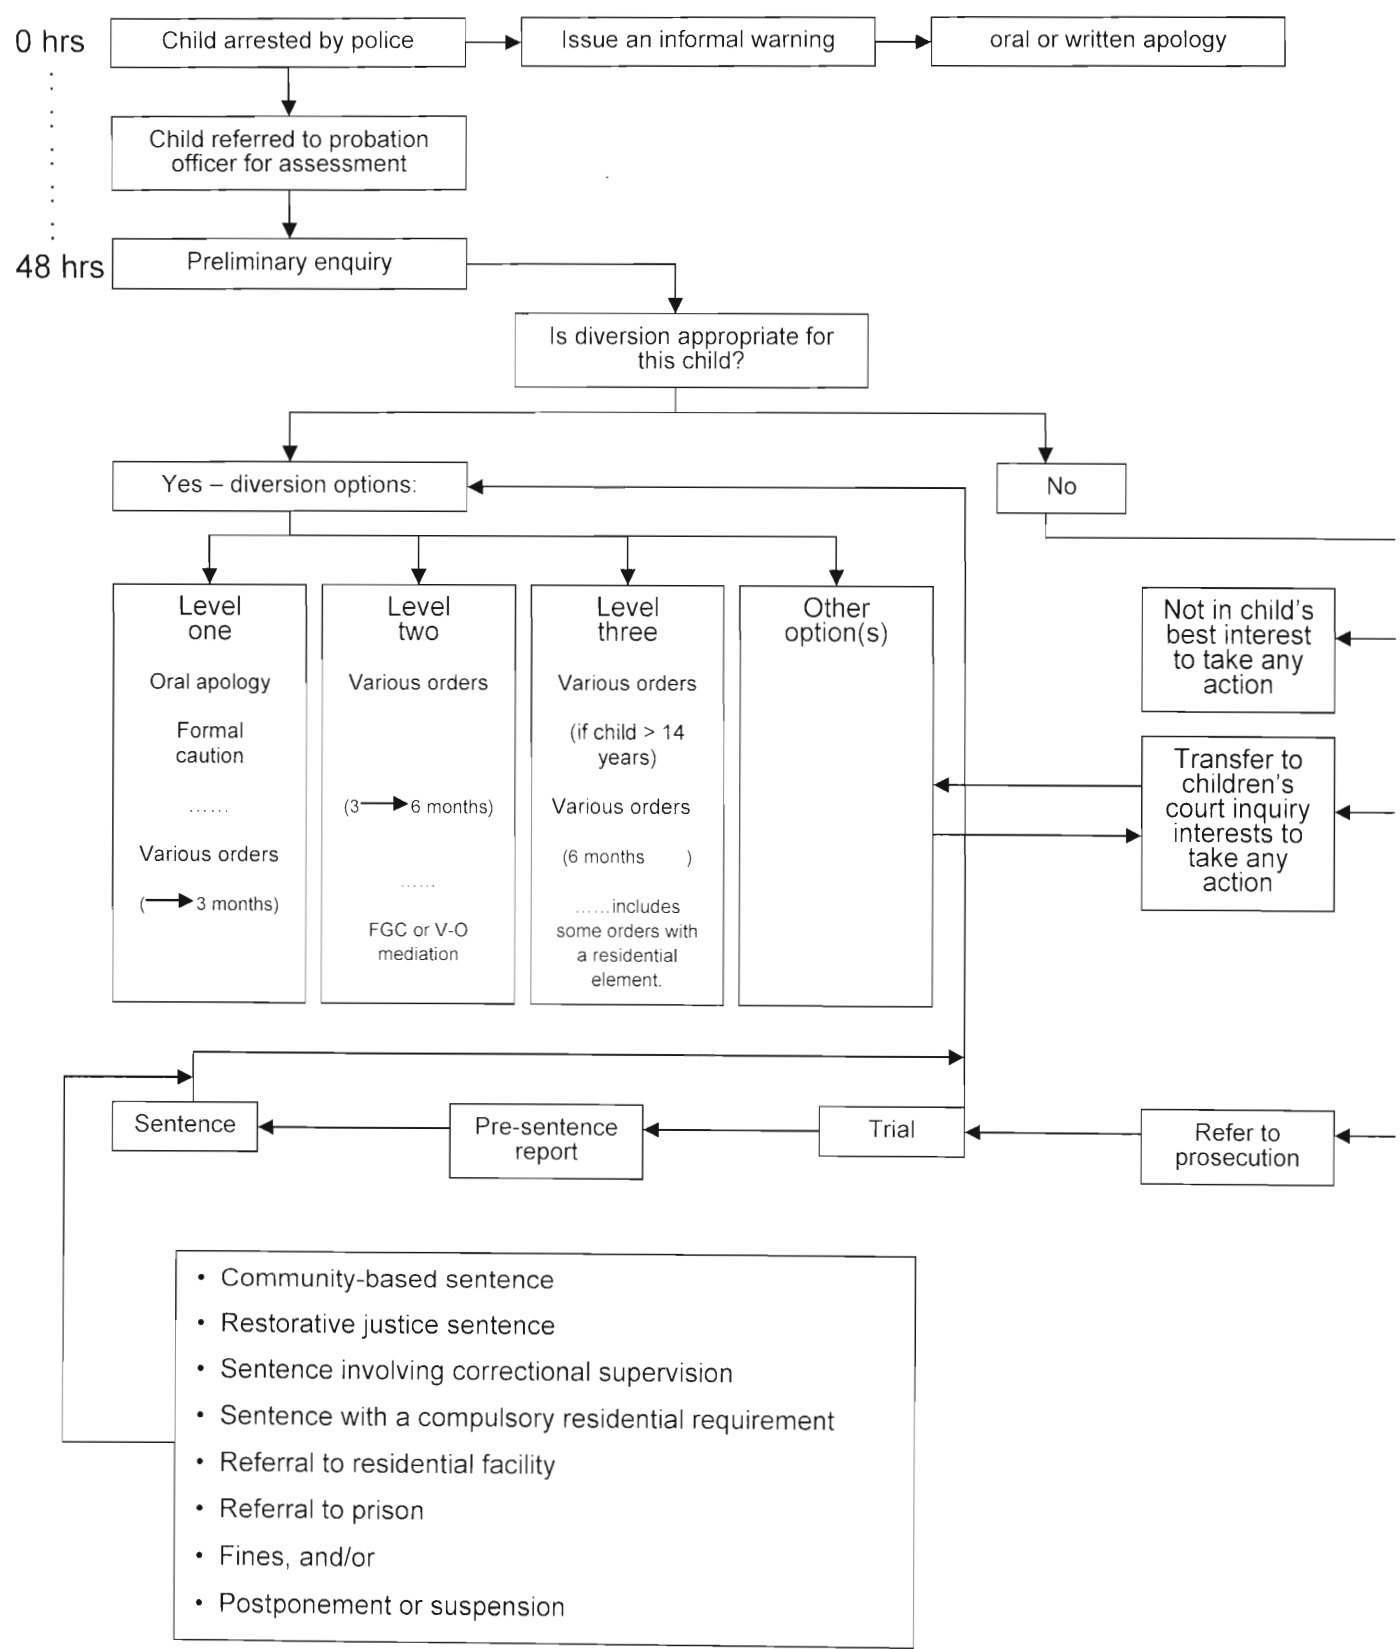 0 hrs
Child arrested by police
Issue an informal warning
oral or written apology
Child referred to probation
officer for assessment
48 hrs
Preliminary enquiry
Is diversion appropriate for
this child?
Yes – diversion options:
No
Level
one
Oral apology
Formal
caution
......
Various orders
( 3 months)
Level
two
Various orders
(3 6 months)
......
FGC or V-O
mediation
Level
three
Various orders
(if child > 14
years)
Various orders
(6 months )
......includes
some orders with
a residential
element.
Other
option(s)
Not in child's
best interest
to take any
action
Transfer to
children's
court inquiry
interests to
take any
action
Sentence
Pre-sentence
report
Trial
Refer to
prosecution
• Community-based sentence
• Restorative justice sentence
• Sentence involving correctional supervision
• Sentence with a compulsory residential requirement
• Referral to residential facility
• Referral to prison
• Fines, and/or
• Postponement or suspension